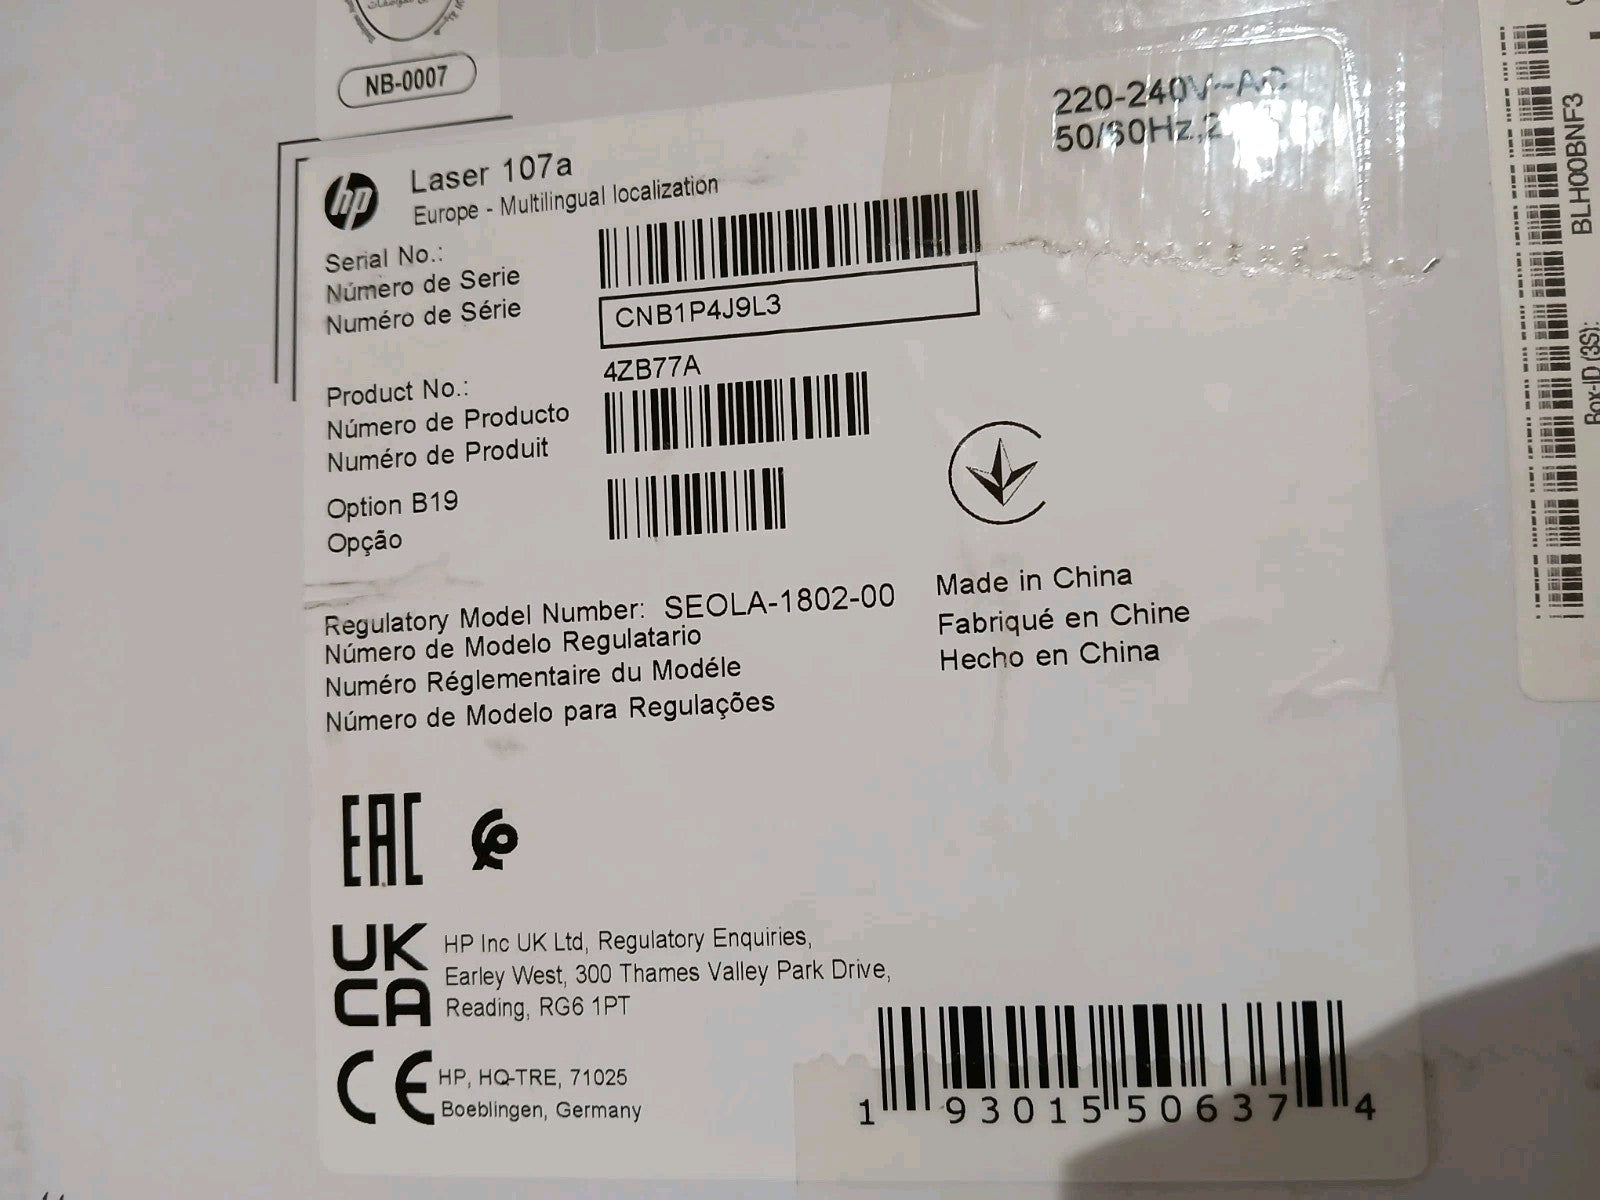 NB-0007
220-240V~AC
50/60Hz,
hp
Laser 107a
Europe - Multilingual localization
Serial No.:
Número de Serie
Numéro de Série
CNB1P4J9L3
4ZB77A
Product No.:
Número de Producto
Numéro de Produit
Option B19
Opção
Regulatory Model Number: SEOLA-1802-00
Número de Modelo Regulatario
Numéro Réglementaire du Modéle
Número de Modelo para Regulações
Made in China
Fabriqué en Chine
Hecho en China
EAC
UK
CA
HP Inc UK Ltd, Regulatory Enquiries,
Earley West, 300 Thames Valley Park Drive,
Reading, RG6 1PT
CE
HP, HQ-TRE, 71025
Boeblingen, Germany
1 93015 50637 4
BLH00BNF3
Box-ID (3S):